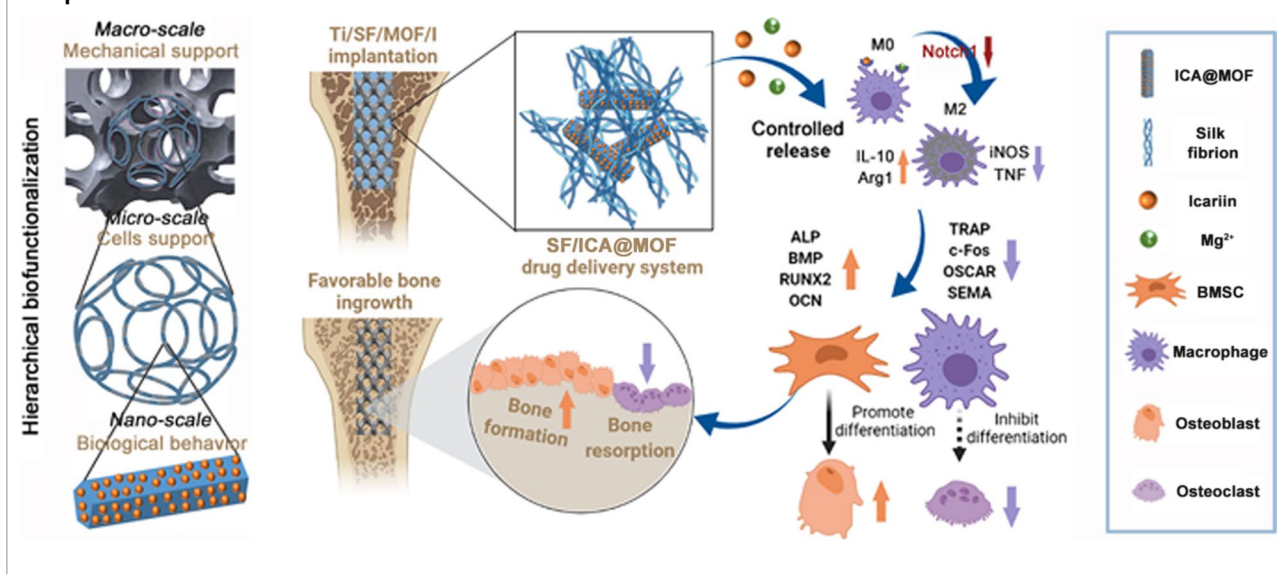 Hierarchical biofunctionalization
Macro-scale
Mechanical support
Micro-scale
Cells support
Nano-scale
Biological behavior
Ti/SF/MOF/I
implantation
SF/ICA@MOF
drug delivery system
Favorable bone
ingrowth
Bone
formation
Bone
resorption
Controlled
release
M0
Notch1
M2
IL-10
Arg1
iNOS
TNF
ALP
BMP
RUNX2
OCN
TRAP
c-Fos
OSCAR
SEMA
Promote
differentiation
Inhibit
differentiation
ICA@MOF
Silk
fibrion
Icariin
Mg²⁺
BMSC
Macrophage
Osteoblast
Osteoclast